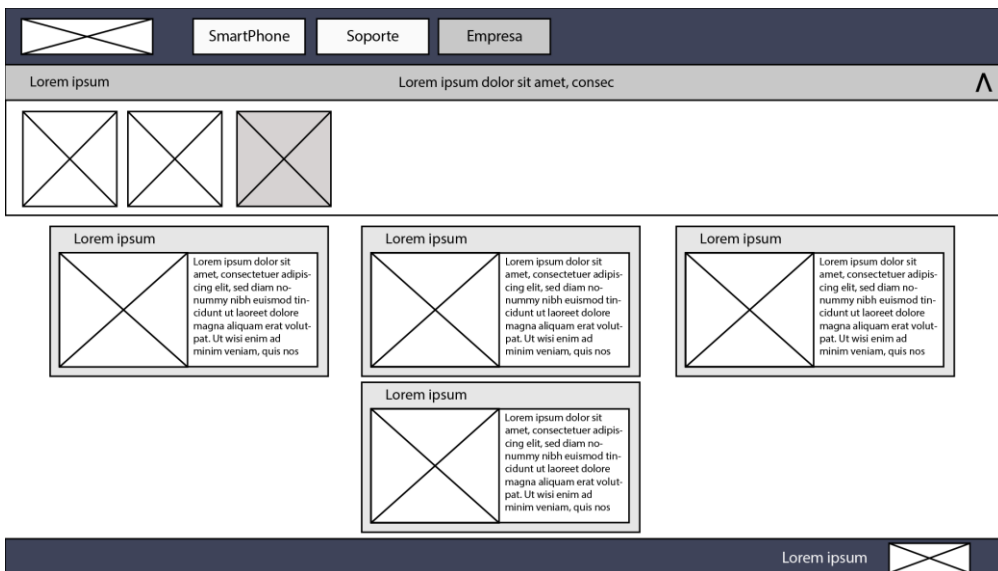 SmartPhone
Soporte
Empresa
Lorem ipsum
Lorem ipsum dolor sit amet, consec
Λ
Lorem ipsum
Lorem ipsum dolor sit
amet, consectetuer adipis-
cing elit, sed diam no-
nummy nibh euismod tin-
cidunt ut laoreet dolore
magna aliquam erat volut-
pat. Ut wisi enim ad
minim veniam, quis nos
Lorem ipsum
Lorem ipsum dolor sit
amet, consectetuer adipis-
cing elit, sed diam no-
nummy nibh euismod tin-
cidunt ut laoreet dolore
magna aliquam erat volut-
pat. Ut wisi enim ad
minim veniam, quis nos
Lorem ipsum
Lorem ipsum dolor sit
amet, consectetuer adipis-
cing elit, sed diam no-
nummy nibh euismod tin-
cidunt ut laoreet dolore
magna aliquam erat volut-
pat. Ut wisi enim ad
minim veniam, quis nos
Lorem ipsum
Lorem ipsum dolor sit
amet, consectetuer adipis-
cing elit, sed diam no-
nummy nibh euismod tin-
cidunt ut laoreet dolore
magna aliquam erat volut-
pat. Ut wisi enim ad
minim veniam, quis nos
Lorem ipsum